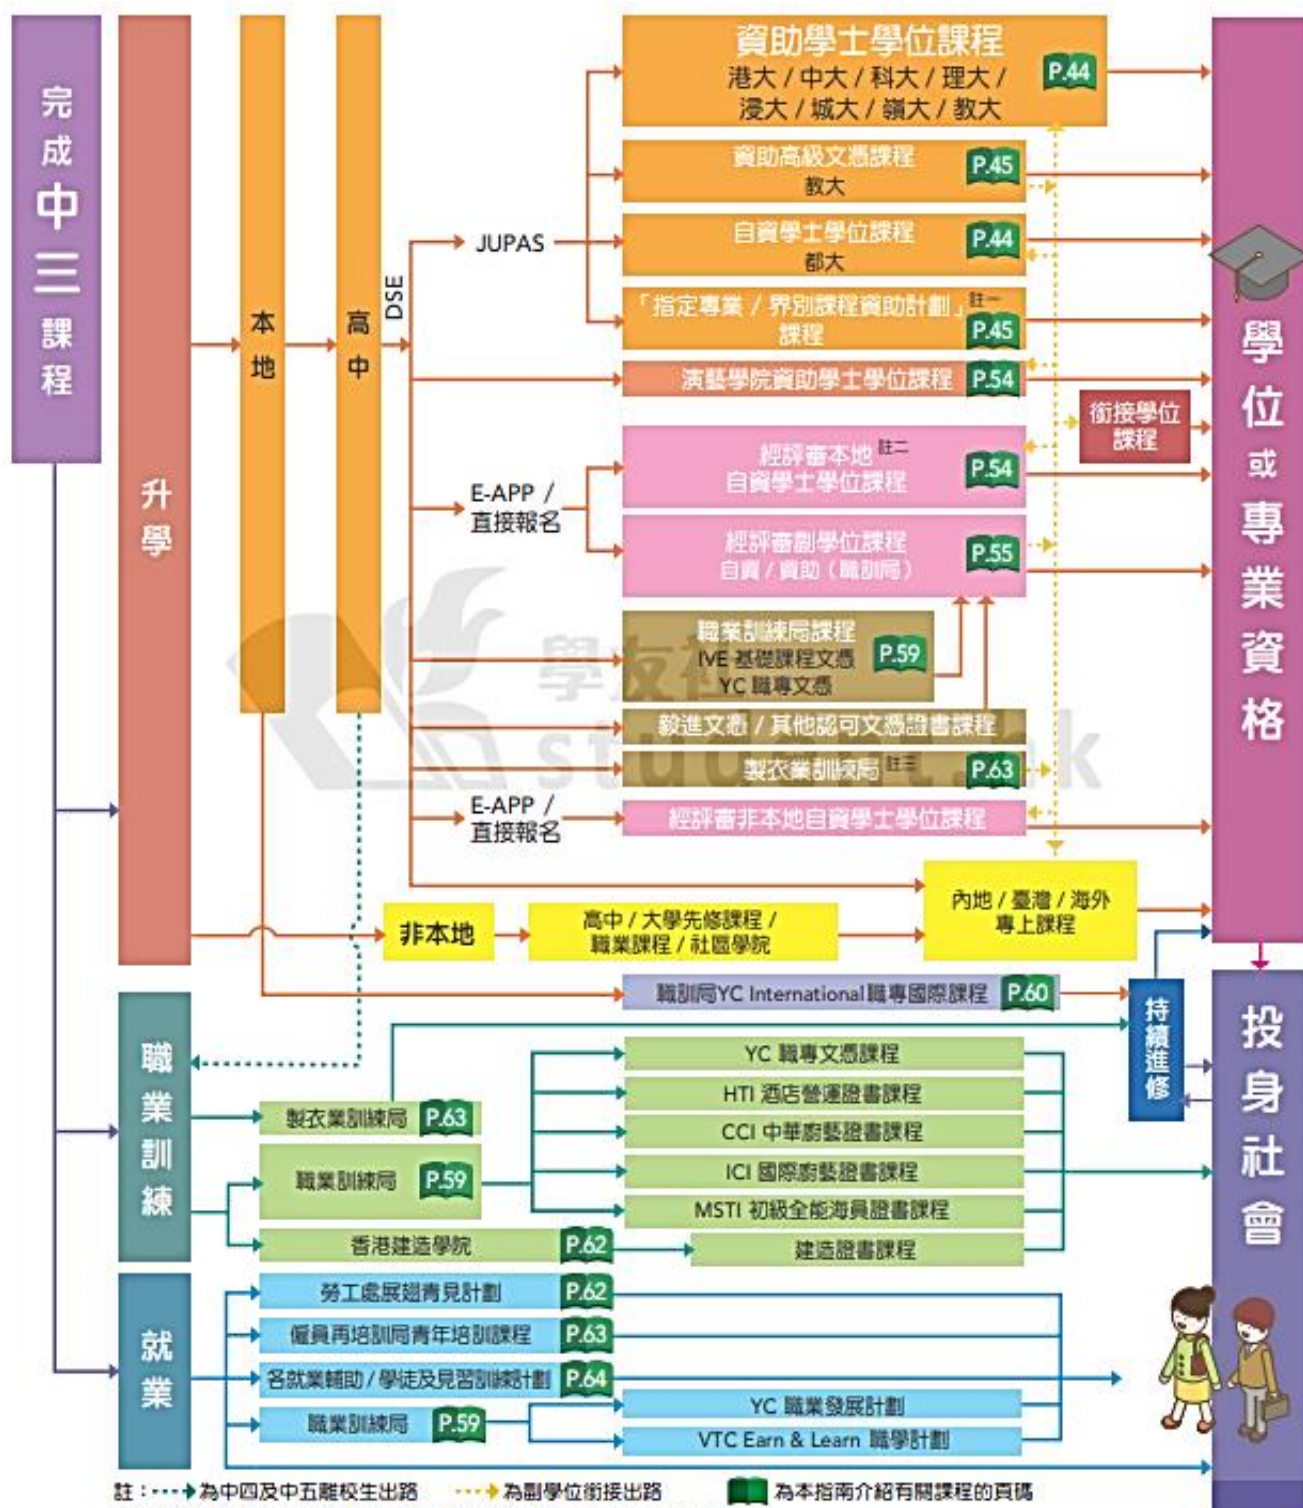 完成中三課程
升學
本地
高中
DSE
JUPAS
資助學士學位課程
港大 / 中大 / 科大 / 理大 /
浸大 / 城大 / 嶺大 / 教大
P.44
資助高級文憑課程
教大
P.45
自資學士學位課程
都大
P.44
「指定專業 / 界別課程資助計劃」註一
課程
P.45
演藝學院資助學士學位課程
P.54
銜接學位
課程
E-APP /
直接報名
經評審本地 註二
自資學士學位課程
P.54
經評審副學位課程
自資 / 資助（職訓局）
P.55
職業訓練局課程
IVE 基礎課程文憑
YC 職專文憑
P.59
毅進文憑 / 其他認可文憑證書課程
製衣業訓練局 註三
P.63
E-APP /
直接報名
經評審非本地自資學士學位課程
學友社
student.hk
非本地
高中 / 大學先修課程 /
職業課程 / 社區學院
內地 / 臺灣 / 海外
專上課程
職訓局YC International職專國際課程
P.60
持續進修
學位或專業資格
投身社會
職業訓練
製衣業訓練局
P.63
職業訓練局
P.59
YC 職專文憑課程
HTI 酒店營運證書課程
CCI 中華廚藝證書課程
ICI 國際廚藝證書課程
MSTI 初級全能海員證書課程
香港建造學院
P.62
建造證書課程
就業
勞工處展翅青見計劃
P.62
僱員再培訓局青年培訓課程
P.63
各就業輔助 / 學徒及見習訓練計劃
P.64
職業訓練局
P.59
YC 職業發展計劃
VTC Earn & Learn 職學計劃
註：為中四及中五離校生出路
為副學位銜接出路
為本指南介紹有關課程的頁碼